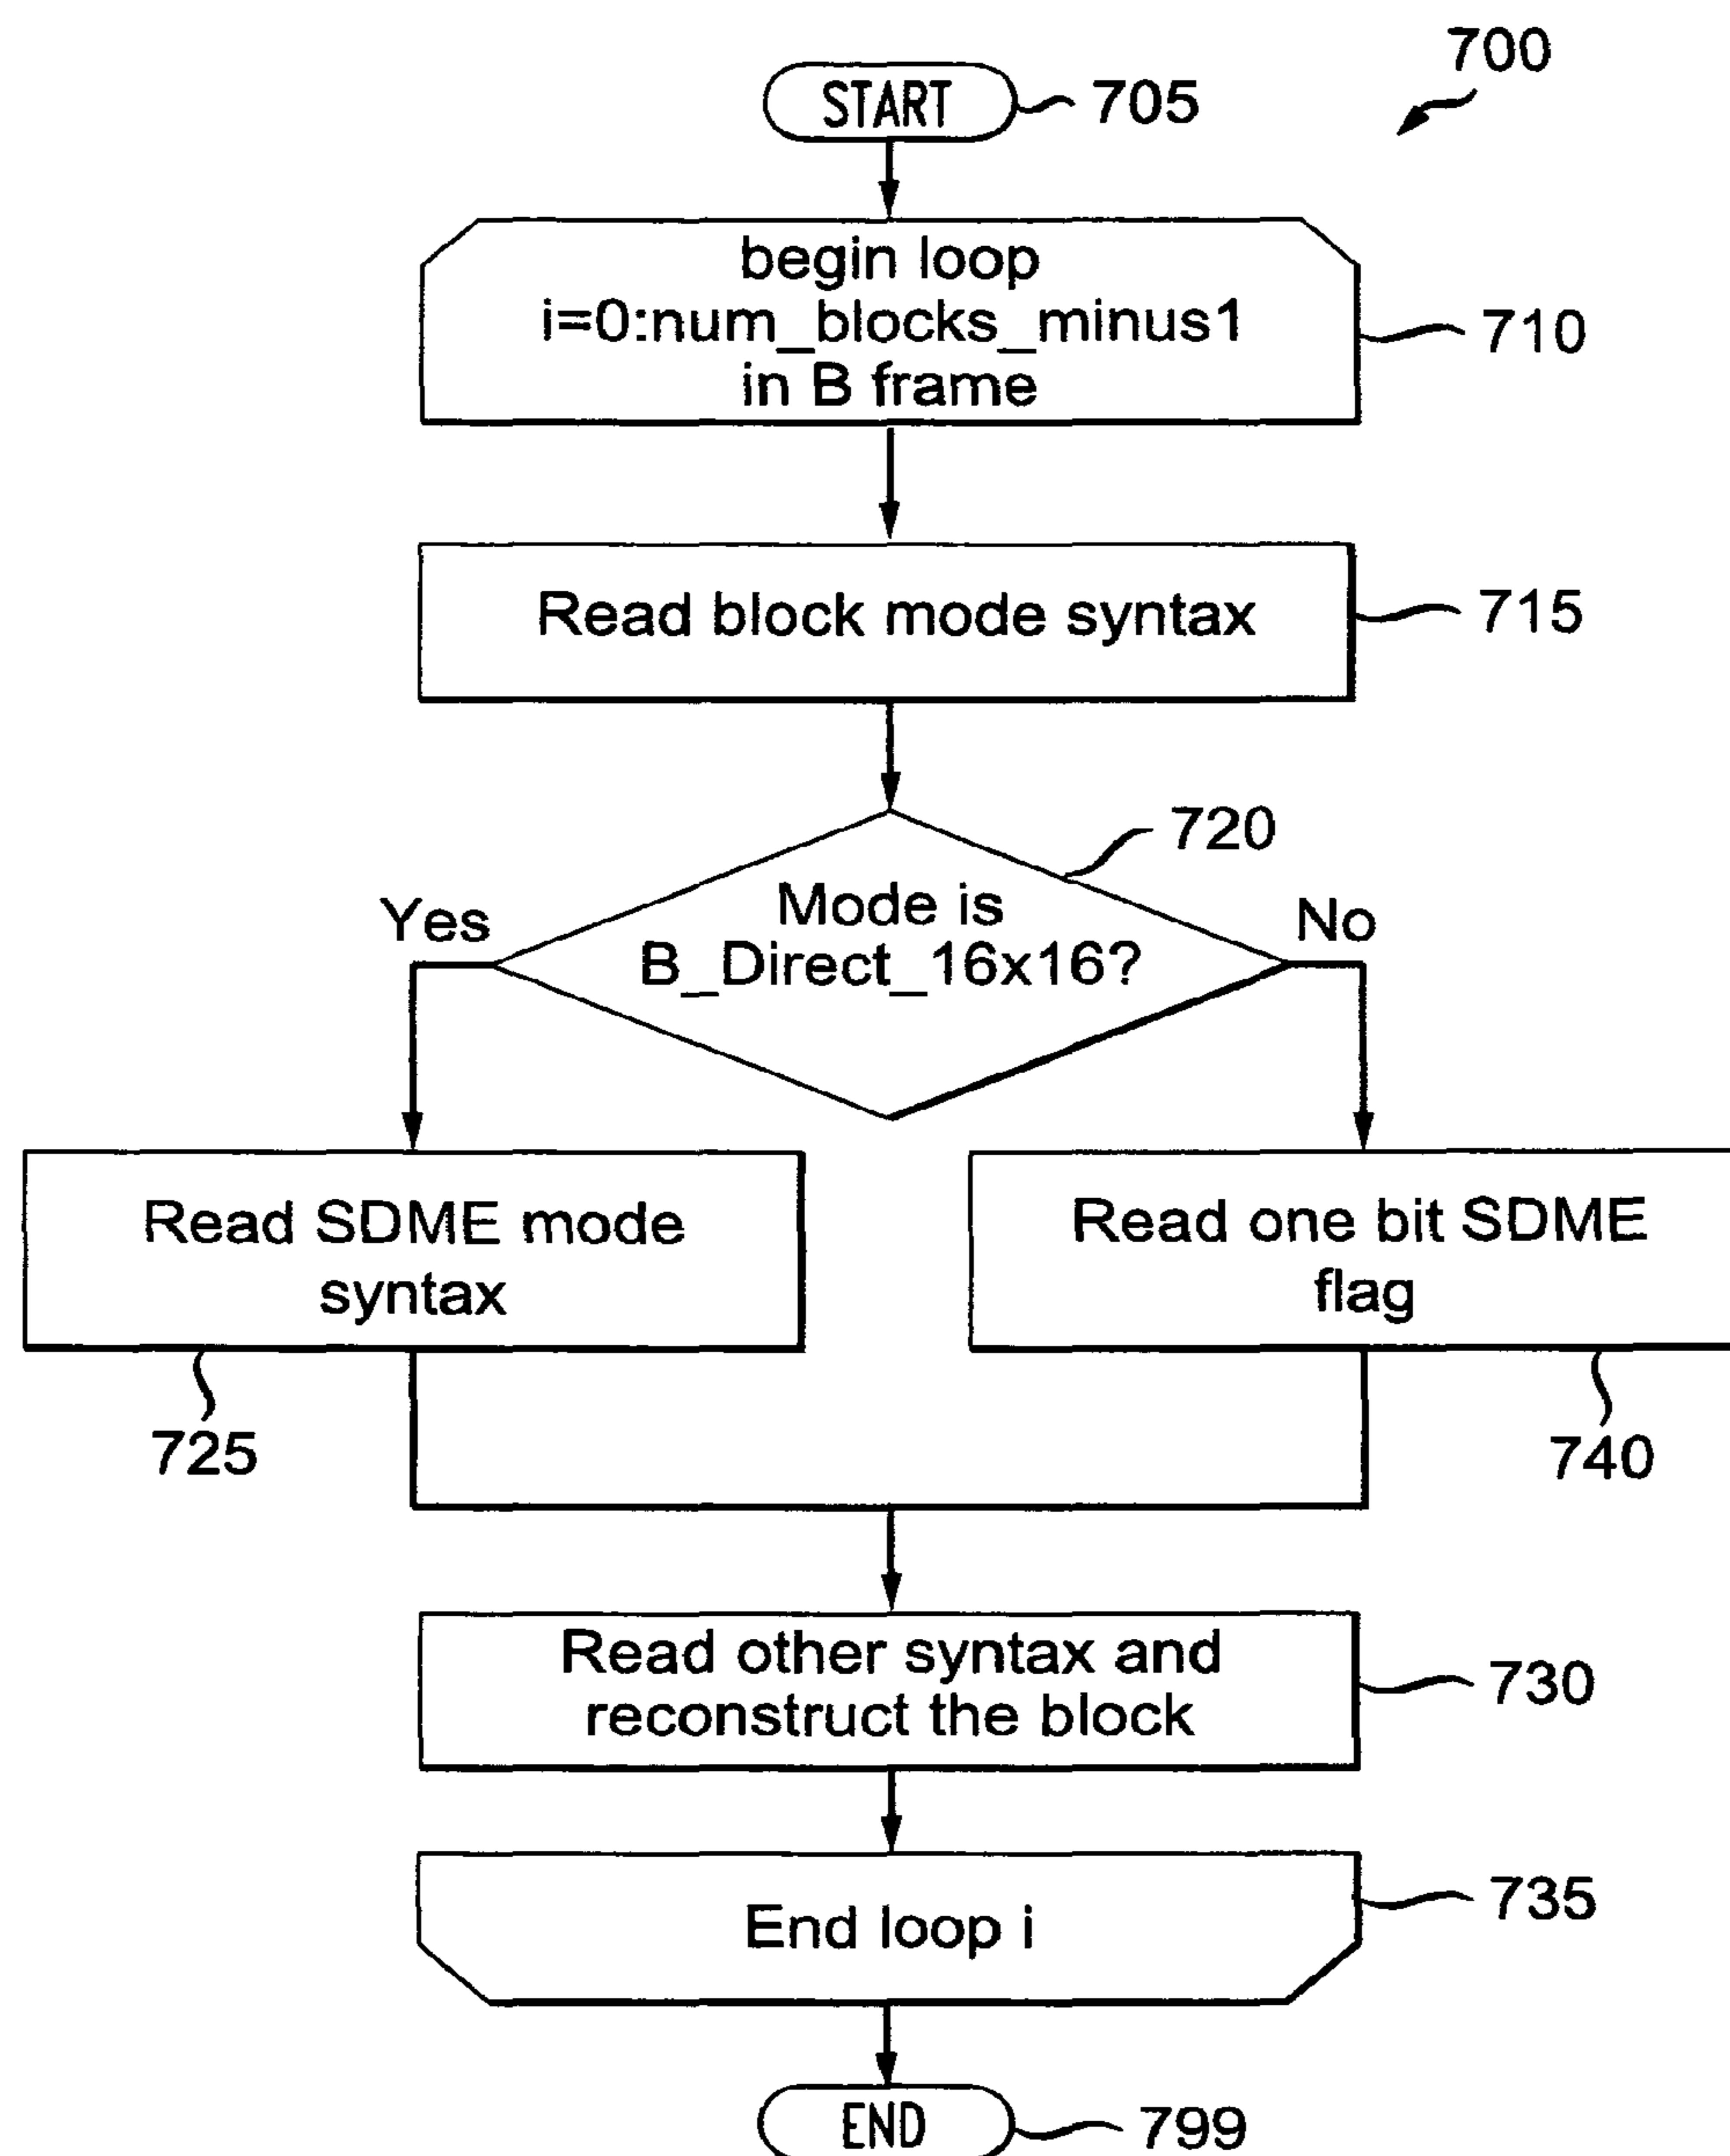 700
START
705
begin loop
i=0:num_blocks_minus1
in B frame
710
Read block mode syntax
715
720
Mode is
B_Direct_16x16?
Yes
No
Read SDME mode
syntax
725
Read one bit SDME
flag
740
Read other syntax and
reconstruct the block
730
End loop i
735
END
799